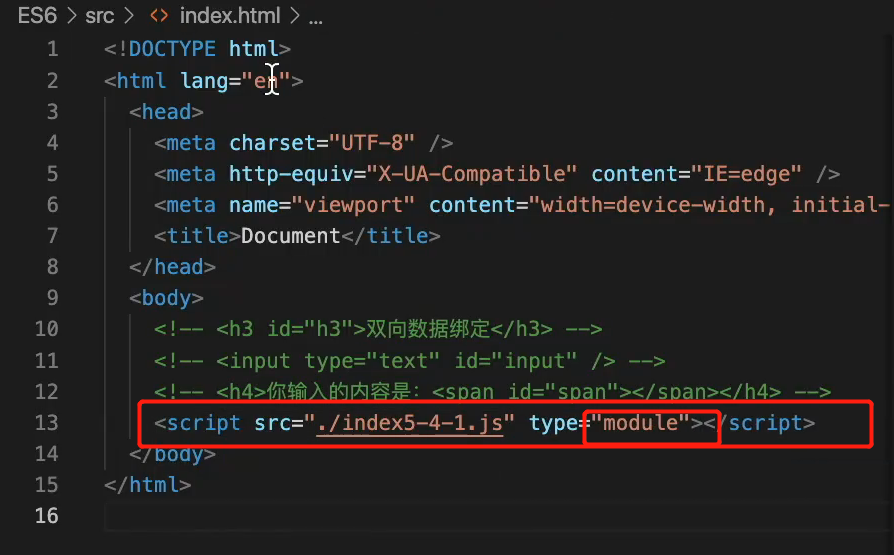 ES6 > src > <> index.html > ...
1 <!DOCTYPE html>
2 <html lang="en">
3 <head>
4 <meta charset="UTF-8" />
5 <meta http-equiv="X-UA-Compatible" content="IE=edge" />
6 <meta name="viewport" content="width=device-width, initial-
7 <title>Document</title>
8 </head>
9 <body>
10 <!-- <h3 id="h3">双向数据绑定</h3> -->
11 <!-- <input type="text" id="input" /> -->
12 <!-- <h4>你输入的内容是：<span id="span"></span></h4> -->
13 <script src="./index5-4-1.js" type="module"></script>
14 </body>
15 </html>
16